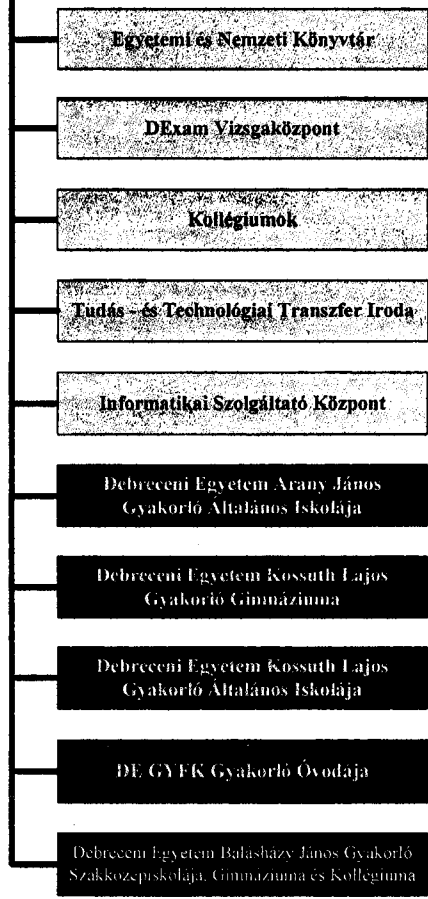 Egyetemi és Nemzeti Könyvtár
DExam Vizsgaközpont
Kollégiumok
Tudás - és Technológiai Transzfer Iroda
Informatikai Szolgáltató Központ
Debreceni Egyetem Arany János
Gyakorló Általános Iskolája
Debreceni Egyetem Kossuth Lajos
Gyakorló Gimnáziuma
Debreceni Egyetem Kossuth Lajos
Gyakorló Általános Iskolája
DE GYFK Gyakorló Óvodája
Debreceni Egyetem Balásházy János Gyakorló
Szakközépiskolája, Gimnáziuma és Kollégiuma